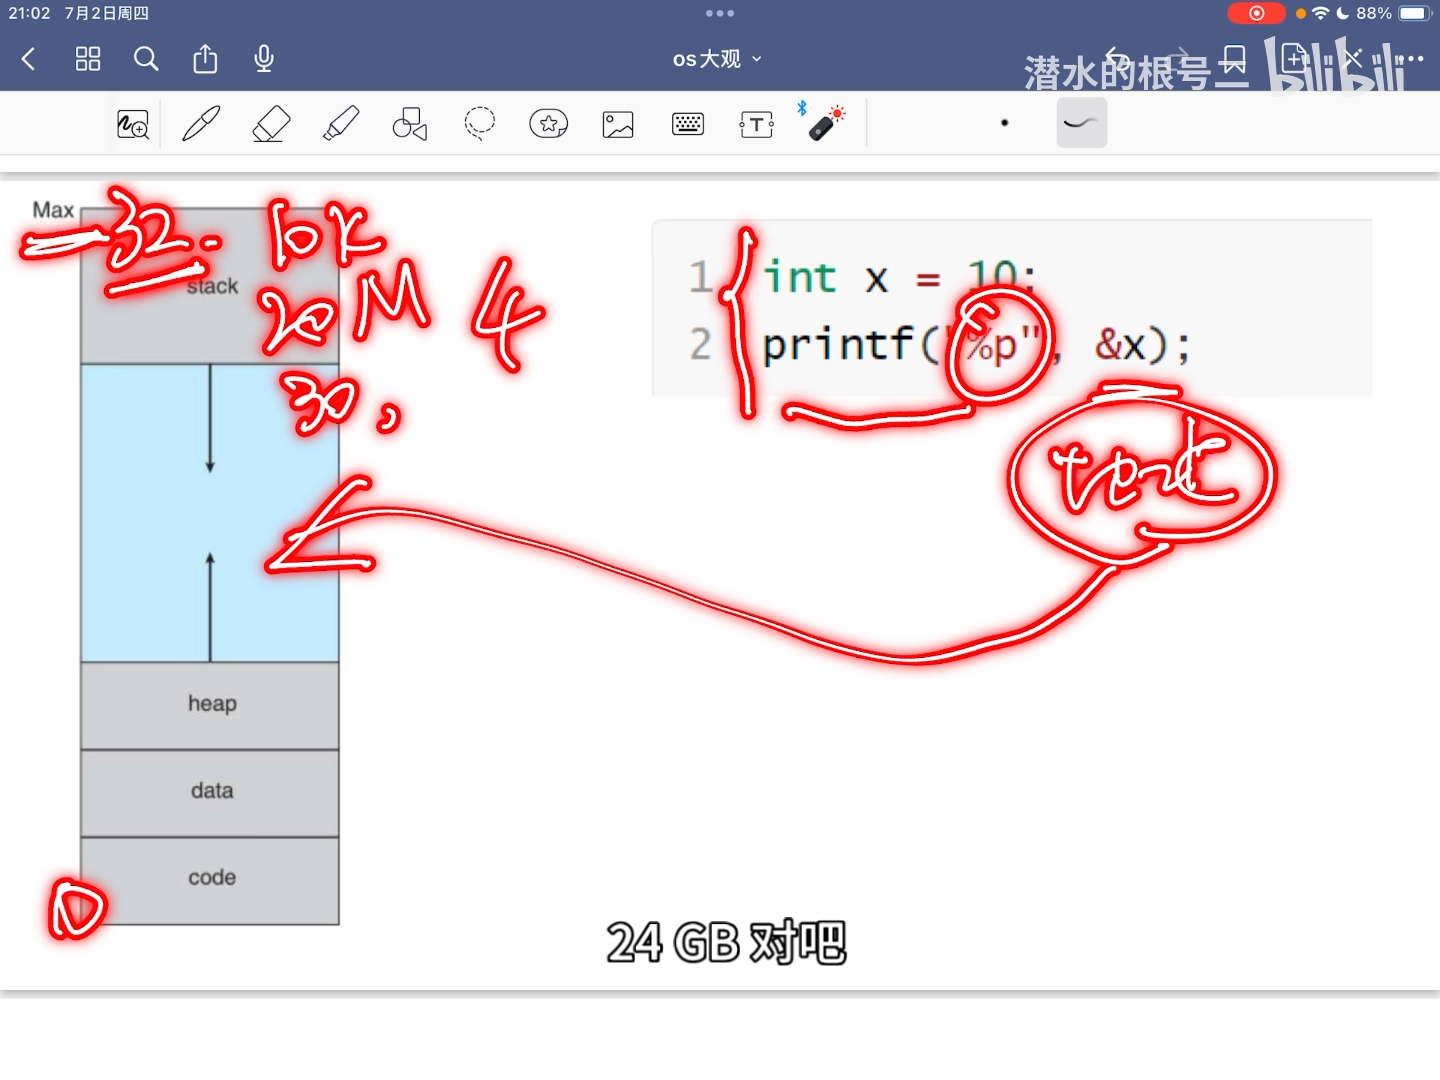 21:02 7月2日周四
88%
os大观
潜水的根号二 bilibili
T
Max
32.
10K
stack
20M 4
30,
1 int x = 10;
2 printf("%p", &x);
地址
heap
data
code
0
24 GB 对吧